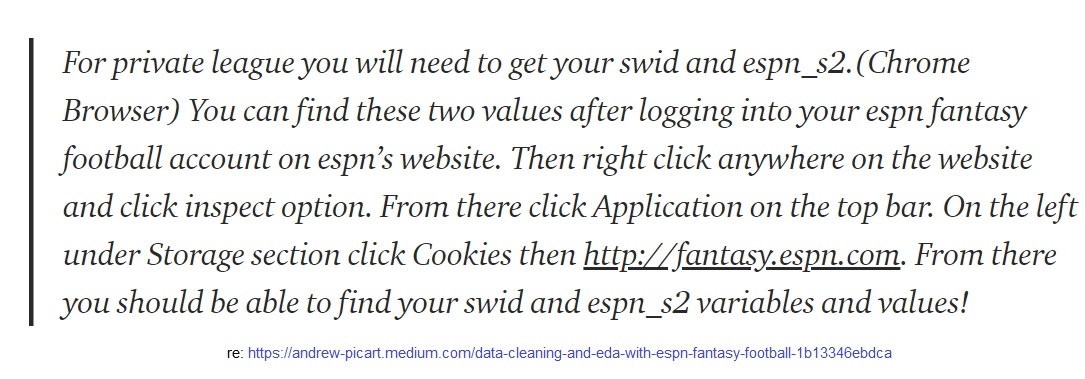 For private league you will need to get your swid and espn_s2.(Chrome
Browser) You can find these two values after logging into your espn fantasy
football account on espn’s website. Then right click anywhere on the website
and click inspect option. From there click Application on the top bar. On the left
under Storage section click Cookies then http://fantasy.espn.com. From there
you should be able to find your swid and espn_s2 variables and values!
re: https://andrew-picart.medium.com/data-cleaning-and-eda-with-espn-fantasy-football-1b13346ebdca